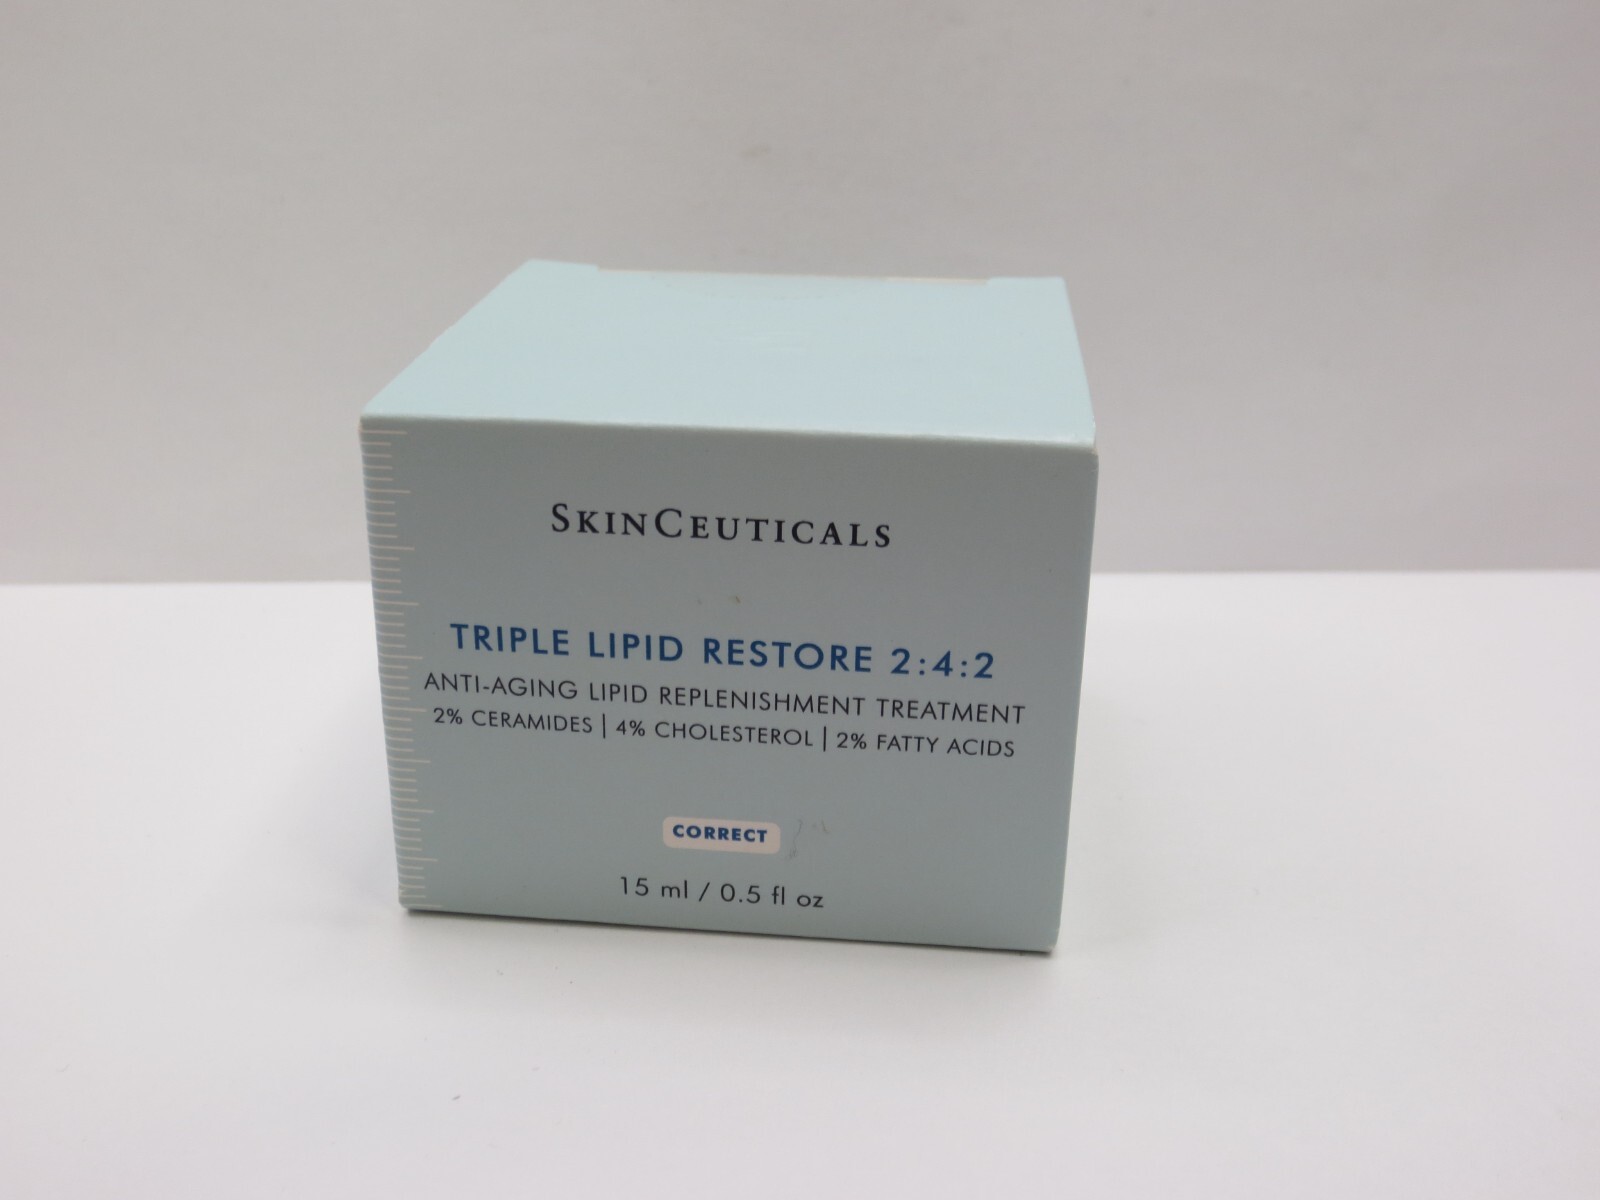 SKINCEUTICALS
TRIPLE LIPID RESTORE 2:4:2
ANTI-AGING LIPID REPLENISHMENT TREATMENT
2% CERAMIDES | 4% CHOLESTEROL | 2% FATTY ACIDS
CORRECT
15 ml / 0.5 fl oz